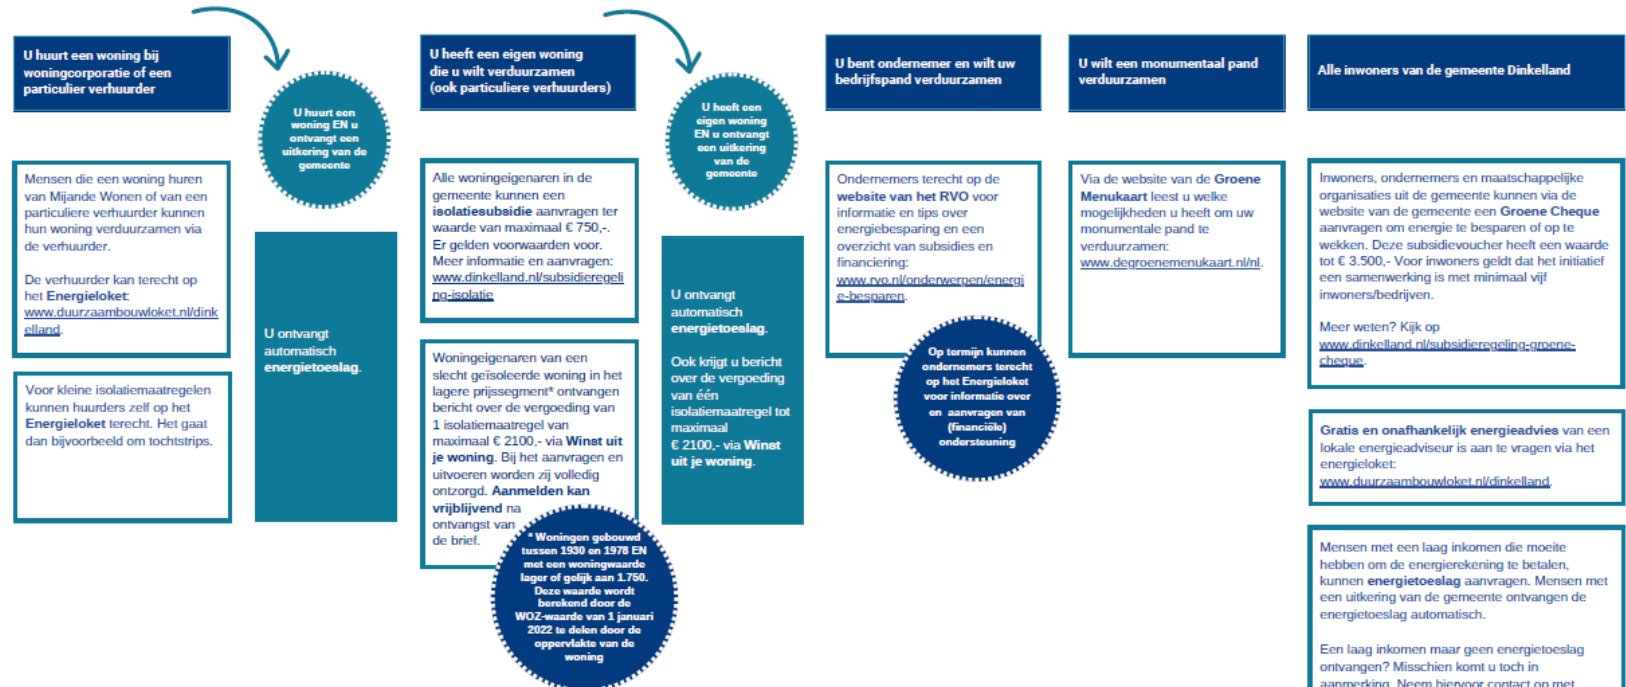 U huurt een woning bij
woningcorporatie of een
particulier verhuurder
U huurt een
woning EN u
ontvangt een
uitkering van de
gemeente
Mensen die een woning huren
van Mijande Wonen of van een
particuliere verhuurder kunnen
hun woning verduurzamen via
de verhuurder.
De verhuurder kan terecht op
het Energieloket:
www.duurzaambouwloket.nl/dink
elland.
Voor kleine isolatiemaatregelen
kunnen huurders zelf op het
Energieloket terecht. Het gaat
dan bijvoorbeeld om tochtstrips.
U ontvangt
automatisch
energietoeslag.
U heeft een eigen woning
die u wilt verduurzamen
(ook particuliere verhuurders)
U heeft een
eigen woning
EN u ontvangt
een uitkering
van de
gemeente
Alle woningeigenaren in de
gemeente kunnen een
isolatiesubsidie aanvragen ter
waarde van maximaal € 750,-.
Er gelden voorwaarden voor.
Meer informatie en aanvragen:
www.dinkelland.nl/subsidieregeli
ng-isolatie
Woningeigenaren van een
slecht geïsoleerde woning in het
lagere prijssegment* ontvangen
bericht over de vergoeding van
1 isolatiemaatregel van
maximaal € 2100,- via Winst uit
je woning. Bij het aanvragen en
uitvoeren worden zij volledig
ontzorgd. Aanmelden kan
vrijblijvend na
ontvangst van
de brief.
* Woningen gebouwd
tussen 1930 en 1978 EN
met een woningwaarde
lager of gelijk aan 1.750.
Deze waarde wordt
berekend door de
WOZ-waarde van 1 januari
2022 te delen door de
oppervlakte van de
woning
U ontvangt
automatisch
energietoeslag.
Ook krijgt u bericht
over de vergoeding
van één
isolatiemaatregel tot
maximaal
€ 2100,- via Winst
uit je woning.
U bent ondernemer en wilt uw
bedrijfspand verduurzamen
Ondernemers terecht op de
website van het RVO voor
informatie en tips over
energiebesparing en een
overzicht van subsidies en
financiering:
www.rvo.nl/onderwerpen/energi
e-besparen.
Op termijn kunnen
ondernemers terecht
op het Energieloket
voor informatie over
en aanvragen van
(financiële)
ondersteuning
U wilt een monumentaal pand
verduurzamen
Via de website van de Groene
Menukaart leest u welke
mogelijkheden u heeft om uw
monumentale pand te
verduurzamen:
www.degroenemenukaart.nl/nl.
Alle inwoners van de gemeente Dinkelland
Inwoners, ondernemers en maatschappelijke
organisaties uit de gemeente kunnen via de
website van de gemeente een Groene Cheque
aanvragen om energie te besparen of op te
wekken. Deze subsidievoucher heeft een waarde
tot € 3.500,- Voor inwoners geldt dat het initiatief
een samenwerking is met minimaal vijf
inwoners/bedrijven.
Meer weten? Kijk op
www.dinkelland.nl/subsidieregeling-groene-
cheque.
Gratis en onafhankelijk energieadvies van een
lokale energieadviseur is aan te vragen via het
energieloket:
www.duurzaambouwloket.nl/dinkelland.
Mensen met een laag inkomen die moeite
hebben om de energierekening te betalen,
kunnen energietoeslag aanvragen. Mensen met
een uitkering van de gemeente ontvangen de
energietoeslag automatisch.
Een laag inkomen maar geen energietoeslag
ontvangen? Misschien komt u toch in
aanmerking. Neem hiervoor contact op met